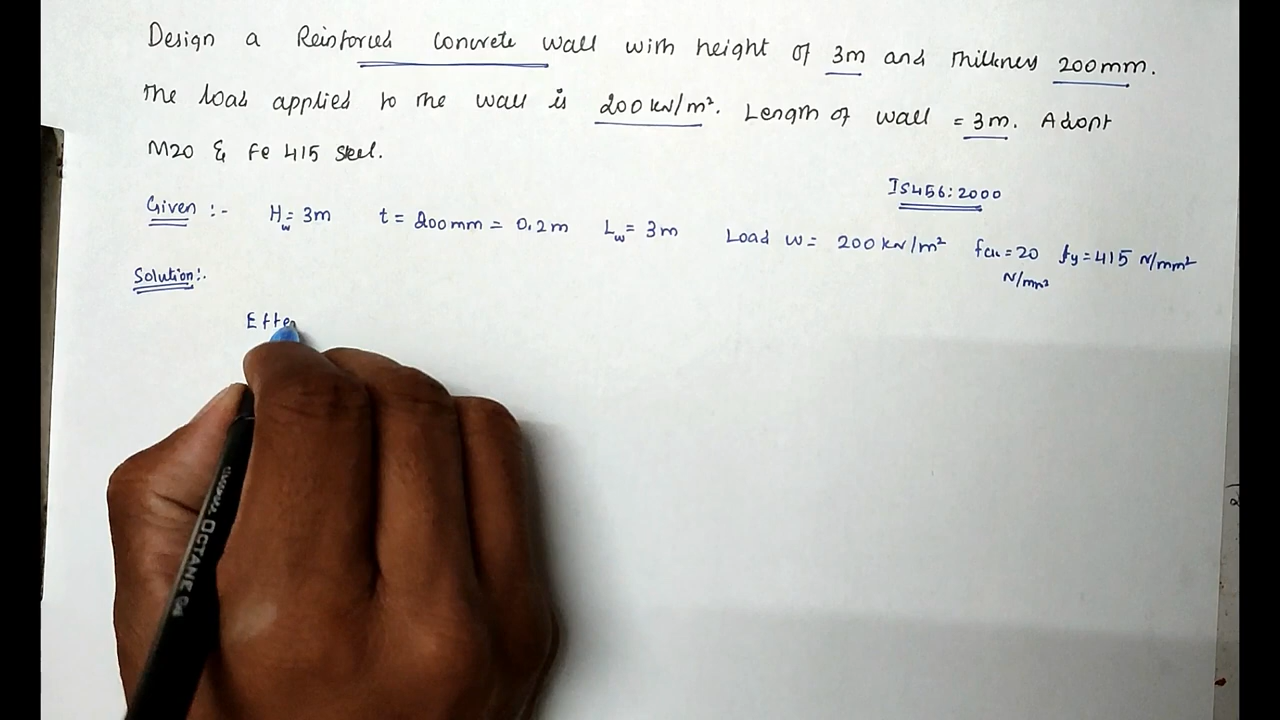 Design a Reinforced concrete wall with height of 3m and thickness 200mm.
The load applied to the wall is 200 kN/m². Length of wall = 3m. Adopt
M20 & Fe 415 steel.
IS456:2000
Given :- Hw = 3m t = 200mm = 0.2m Lw = 3m Load w = 200 kN/m² fck = 20 N/mm² fy = 415 N/mm²
Solution:-
Effe
OCTANE